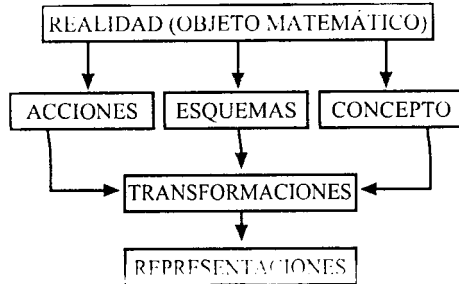 REALIDAD (OBJETO MATEMÁTICO)
ACCIONES ESQUEMAS CONCEPTO
TRANSFORMACIONES
REPRESENTACIONES